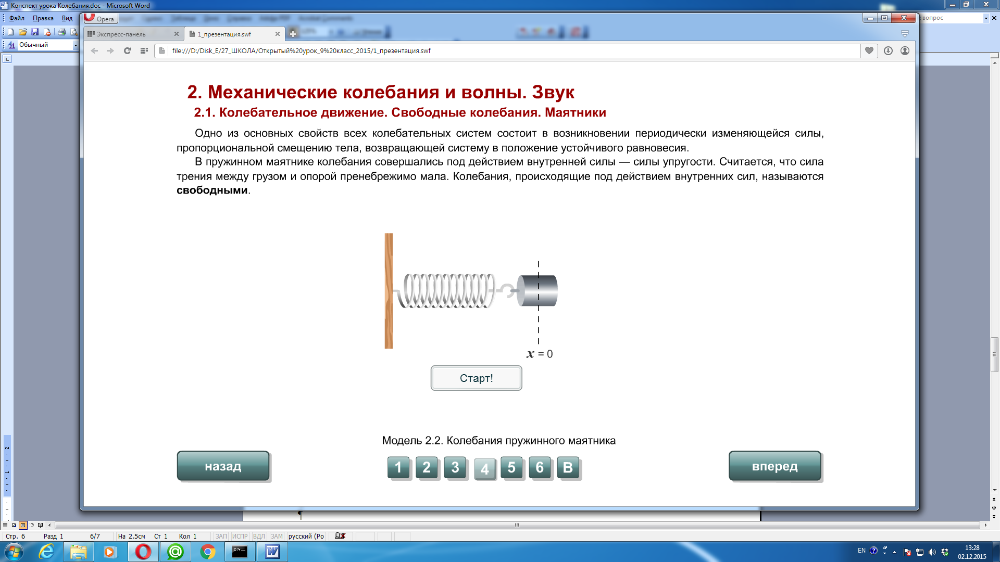 Конспект урока Колебания.doc - Microsoft Word
Файл Правка Вид
вопрос
Opera
Обычный
Экспресс-панель
1_презентация.swf
file:///D:/Disk_E/27_ШКОЛА/Открытый%20урок_9%20класс_2015/1_презентация.swf
2. Механические колебания и волны. Звук
2.1. Колебательное движение. Свободные колебания. Маятники
Одно из основных свойств всех колебательных систем состоит в возникновении периодически изменяющейся силы,
пропорциональной смещению тела, возвращающей систему в положение устойчивого равновесия.
В пружинном маятнике колебания совершались под действием внутренней силы — силы упругости. Считается, что сила
трения между грузом и опорой пренебрежимо мала. Колебания, происходящие под действием внутренних сил, называются
свободными.
x = 0
Старт!
Модель 2.2. Колебания пружинного маятника
назад
1 2 3 4 5 6 В
вперед
Стр. 6 Разд 1 6/7 На 2.5см Ст 1 Кол 1 ЗАП ИСПР ВДЛ ЗАМ русский (Ро
EN
13:28
02.12.2015